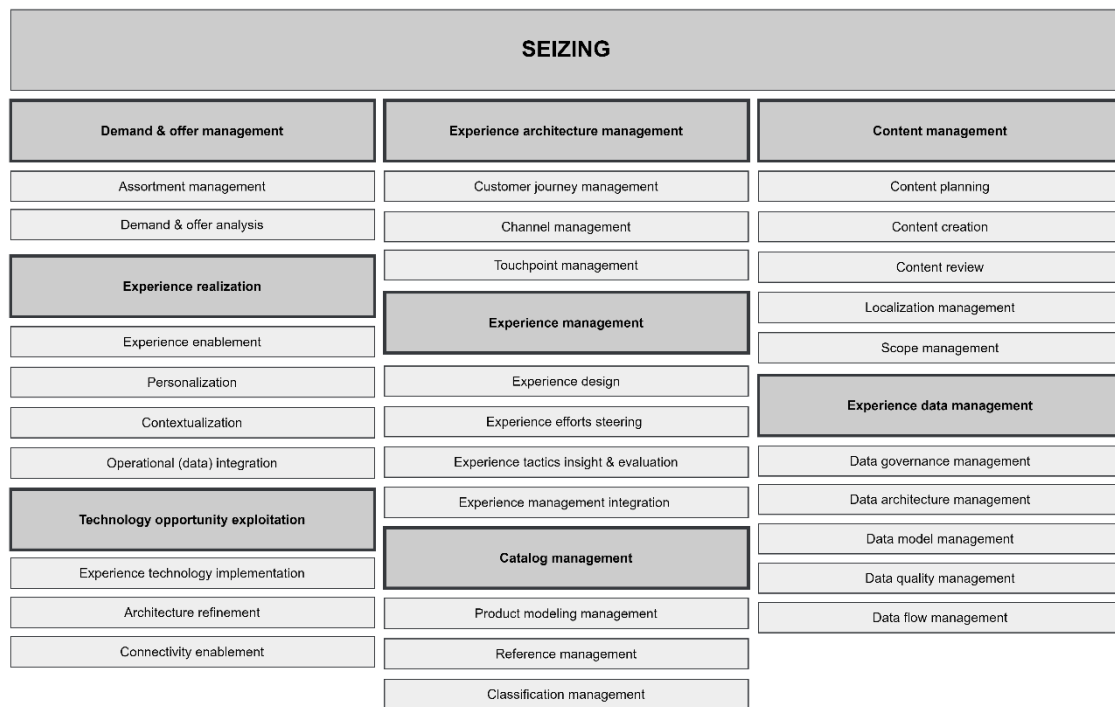 SEIZING
Demand & offer management
Assortment management
Demand & offer analysis
Experience realization
Experience enablement
Personalization
Contextualization
Operational (data) integration
Technology opportunity exploitation
Experience technology implementation
Architecture refinement
Connectivity enablement
Experience architecture management
Customer journey management
Channel management
Touchpoint management
Experience management
Experience design
Experience efforts steering
Experience tactics insight & evaluation
Experience management integration
Catalog management
Product modeling management
Reference management
Classification management
Content management
Content planning
Content creation
Content review
Localization management
Scope management
Experience data management
Data governance management
Data architecture management
Data model management
Data quality management
Data flow management